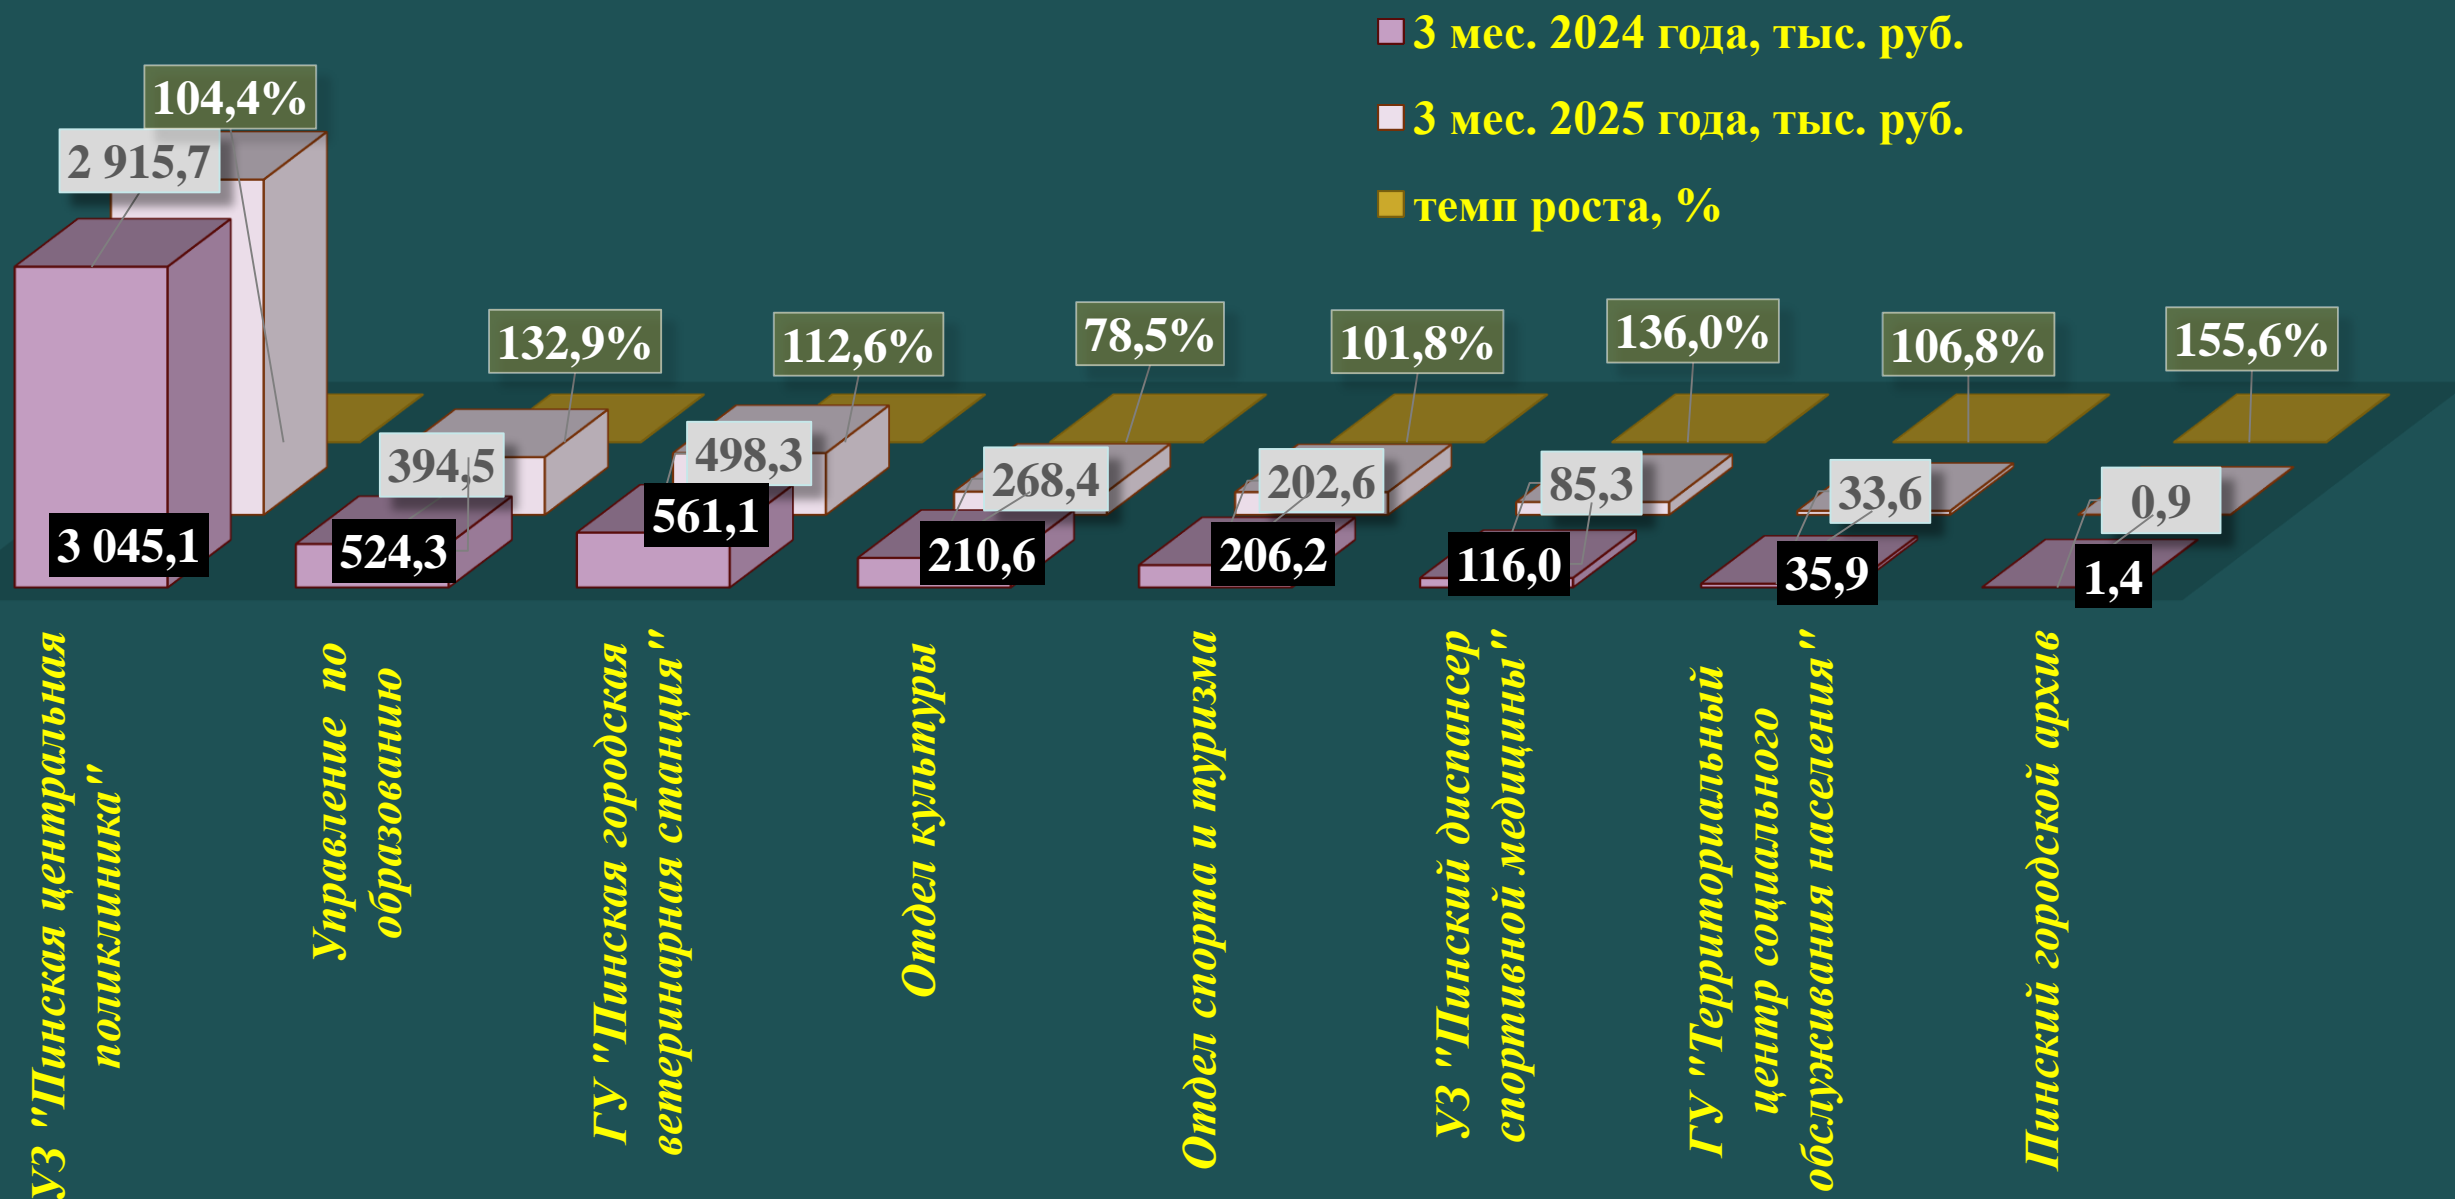 3 мес. 2024 года, тыс. руб.
3 мес. 2025 года, тыс. руб.
темп роста, %
104,4%
2 915,7
3 045,1
132,9%
394,5
524,3
112,6%
498,3
561,1
78,5%
268,4
210,6
101,8%
202,6
206,2
136,0%
85,3
116,0
106,8%
33,6
35,9
155,6%
0,9
1,4
УЗ "Пинская центральная
поликлиника"
Управление по
образованию
ГУ "Пинская городская
ветеринарная станция"
Отдел культуры
Отдел спорта и туризма
УЗ "Пинский диспансер
спортивной медицины"
ГУ "Территориальный
центр социального
обслуживания населения"
Пинский городской архив